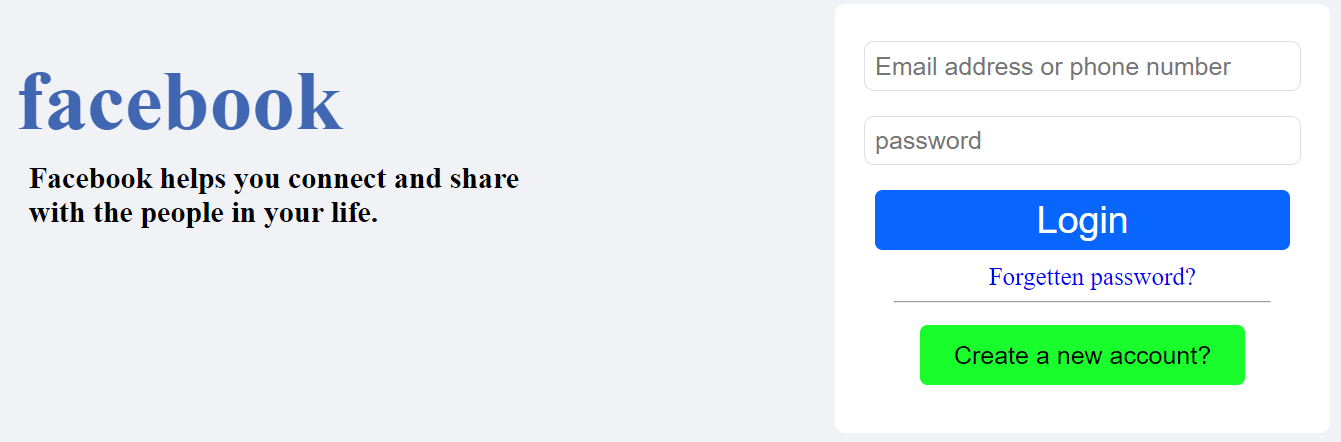 facebook
Facebook helps you connect and share
with the people in your life.
Email address or phone number
password
Login
Forgetten password?
Create a new account?